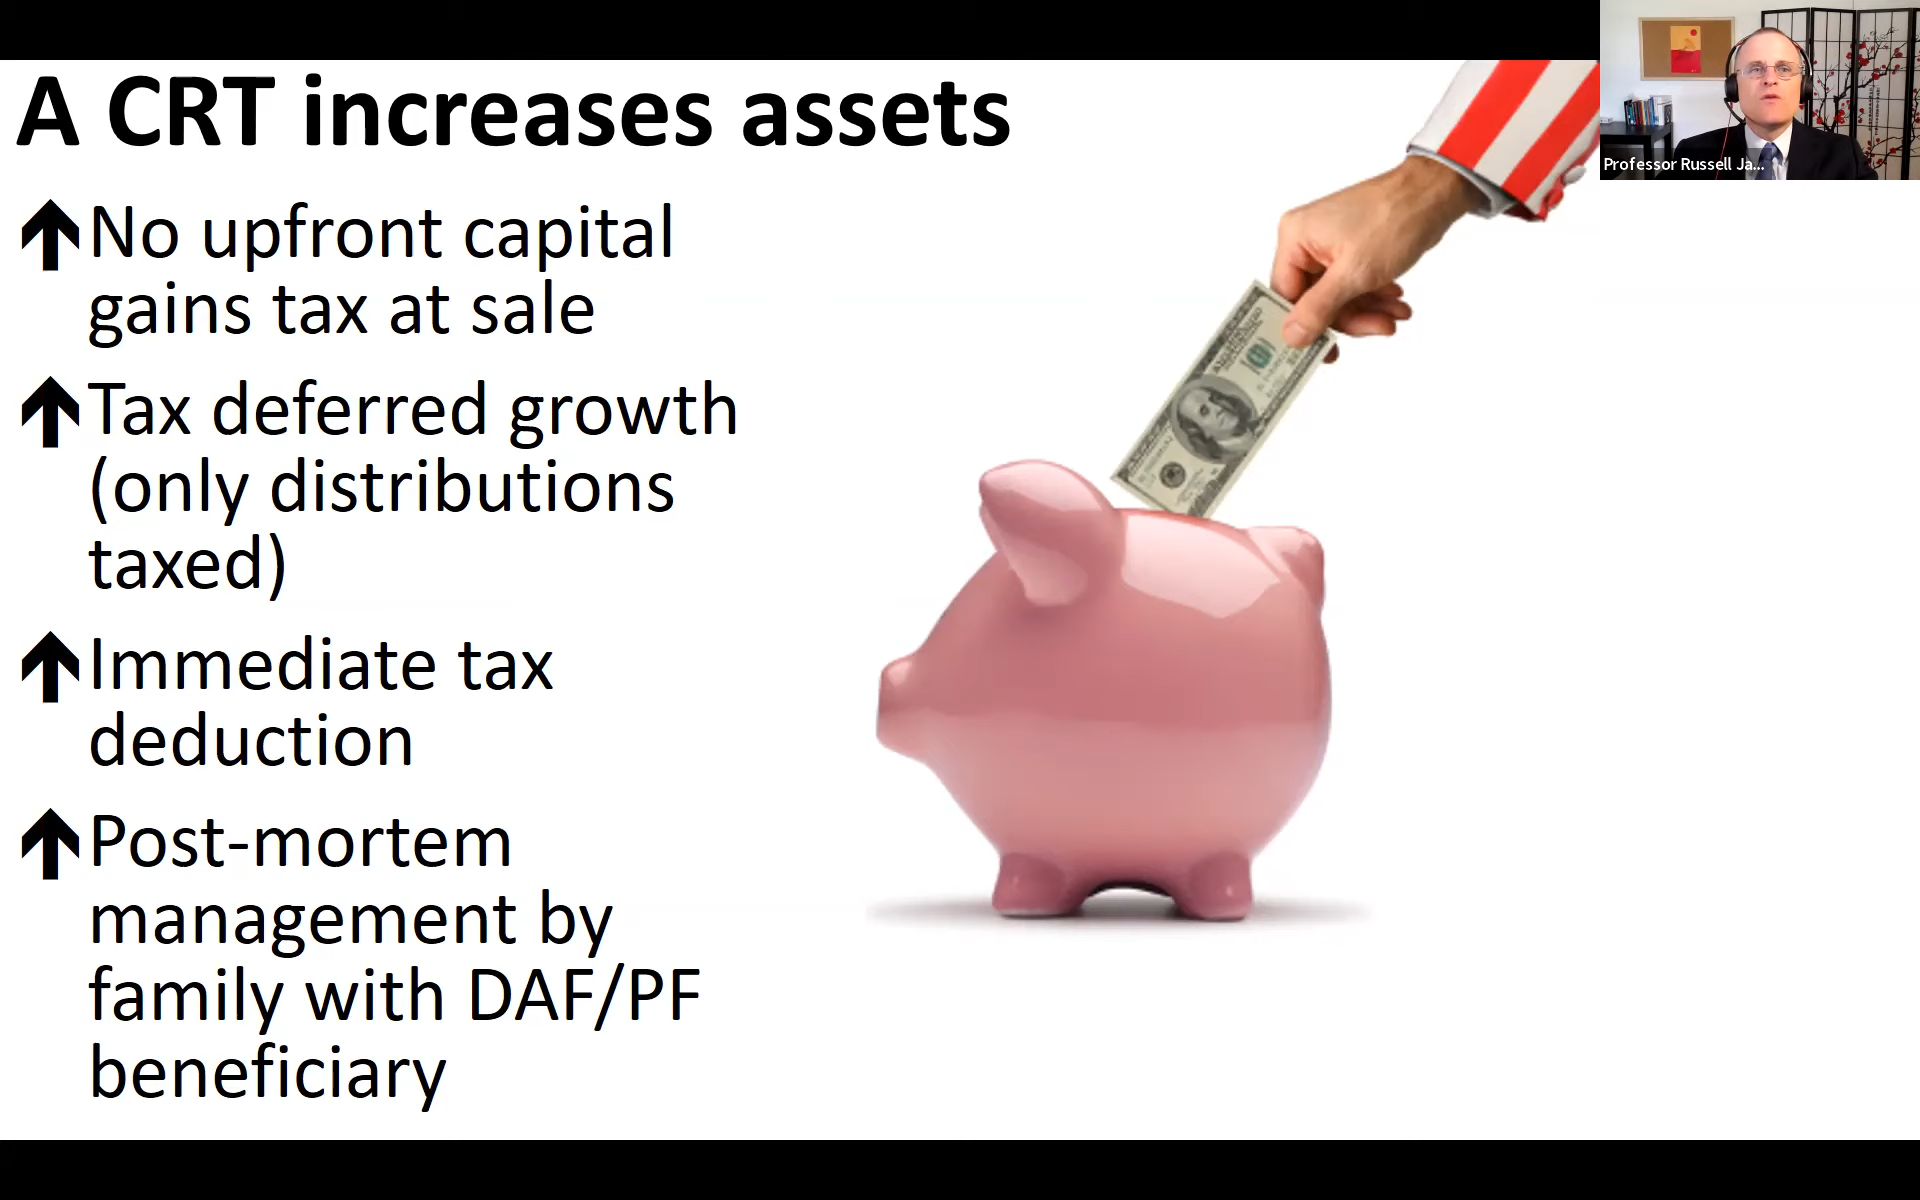 A CRT increases assets
No upfront capital
gains tax at sale
Tax deferred growth
(only distributions
taxed)
Immediate tax
deduction
Post-mortem
management by
family with DAF/PF
beneficiary
Professor Russell Ja...